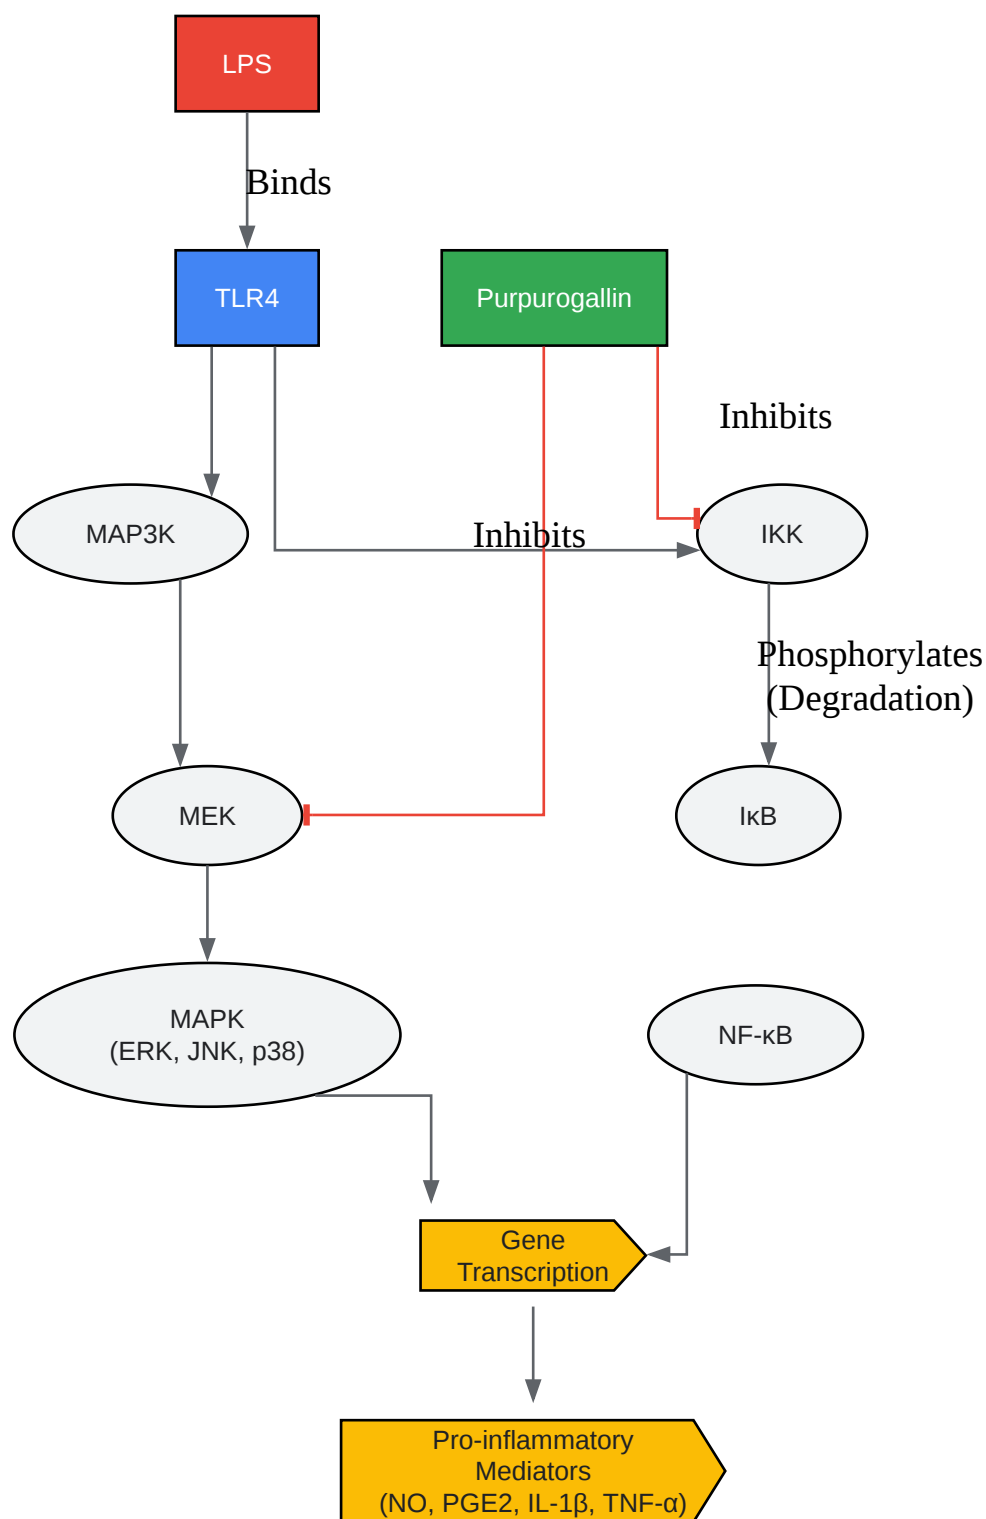 LPS
Binds
TLR4
Purpurogallin
Inhibits
MAP3K
Inhibits
IKK
Phosphorylates
(Degradation)
MEK
IκB
MAPK
(ERK, JNK, p38)
NF-κB
Gene
Transcription
Pro-inflammatory
Mediators
(NO, PGE2, IL-1β, TNF-α)